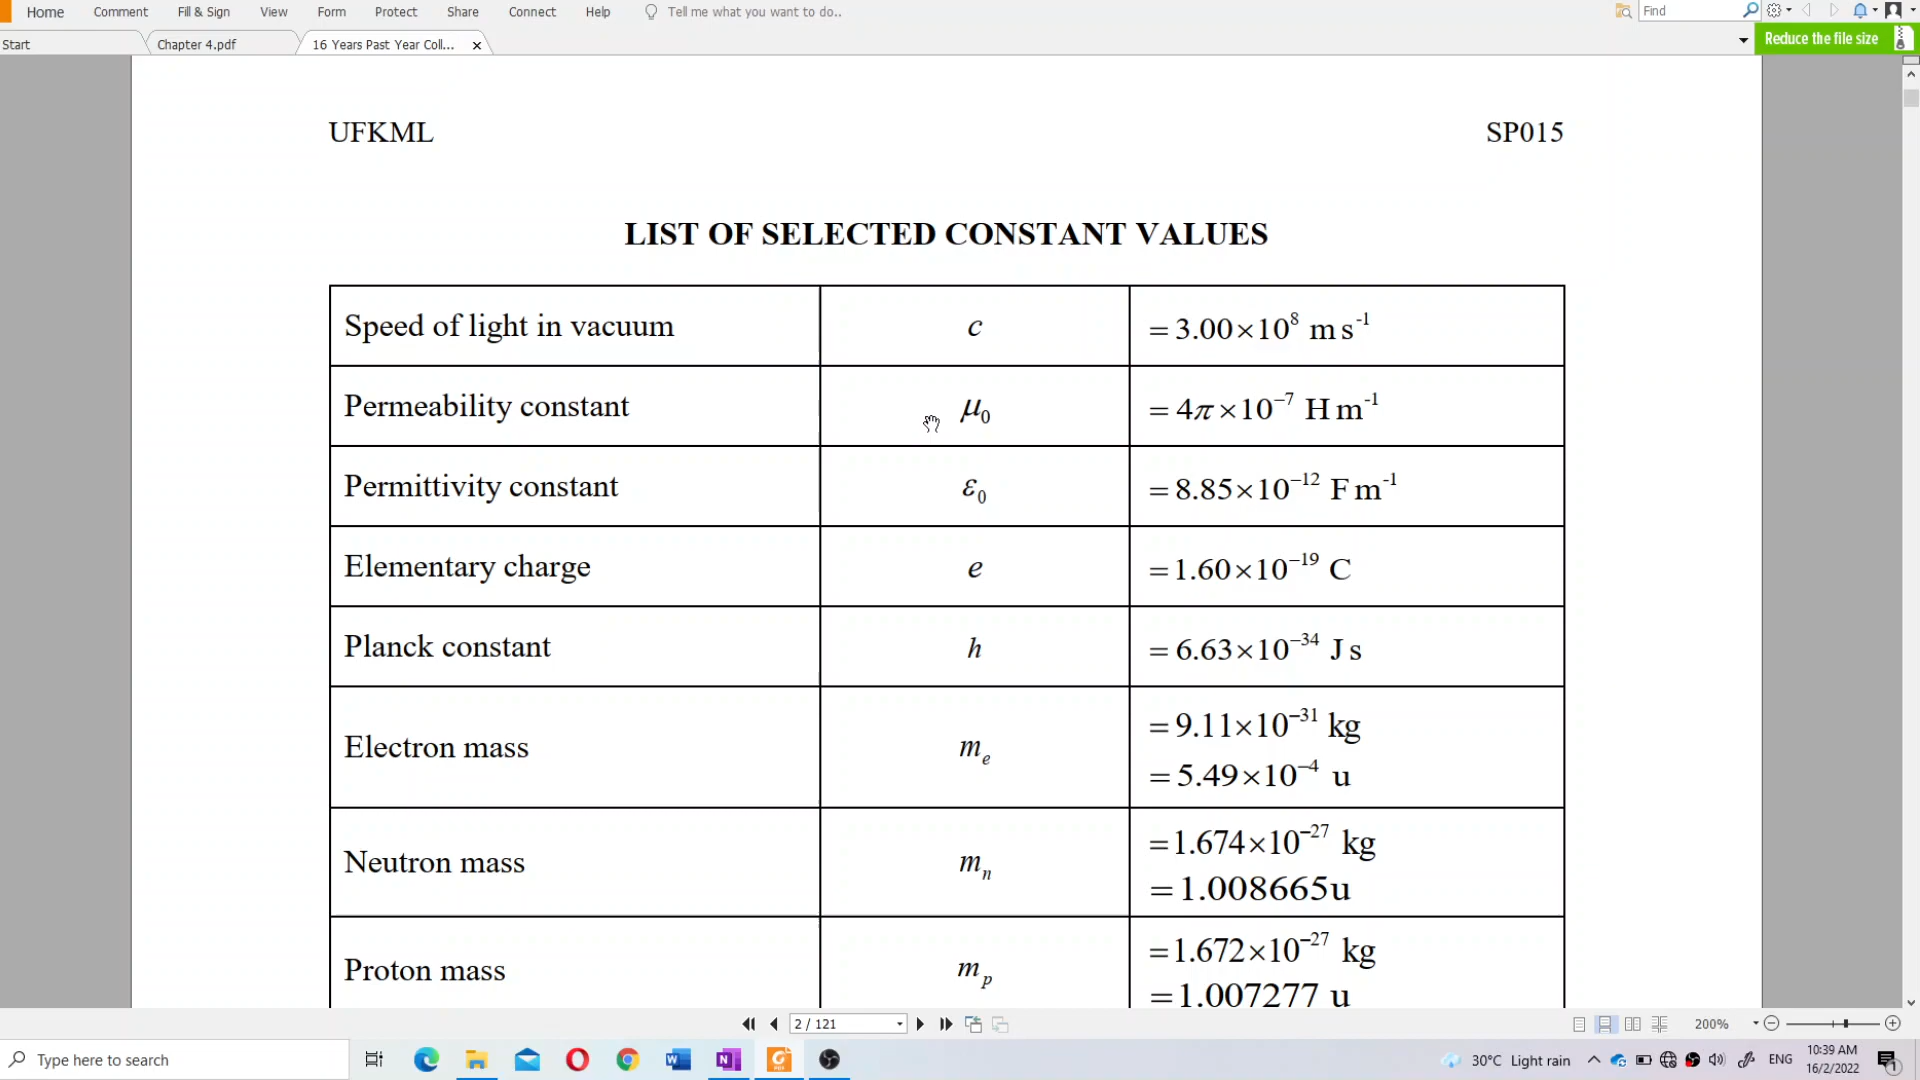 Home Comment Fill & Sign View Form Protect Share Connect Help Tell me what you want to do.. Find
Start Chapter 4.pdf 16 Years Past Year Coll... × Reduce the file size
UFKML SP015
LIST OF SELECTED CONSTANT VALUES
Speed of light in vacuum c = 3.00×10⁸ m s⁻¹
Permeability constant μ₀ = 4π×10⁻⁷ H m⁻¹
Permittivity constant ε₀ = 8.85×10⁻¹² F m⁻¹
Elementary charge e = 1.60×10⁻¹⁹ C
Planck constant h = 6.63×10⁻³⁴ J s
= 9.11×10⁻³¹ kg
Electron mass mₑ
= 5.49×10⁻⁴ u
= 1.674×10⁻²⁷ kg
Neutron mass mₙ
= 1.008665u
= 1.672×10⁻²⁷ kg
Proton mass mₚ
= 1.007277 u
2 / 121 200%
Type here to search 30°C Light rain ENG 10:39 AM
16/2/2022
1